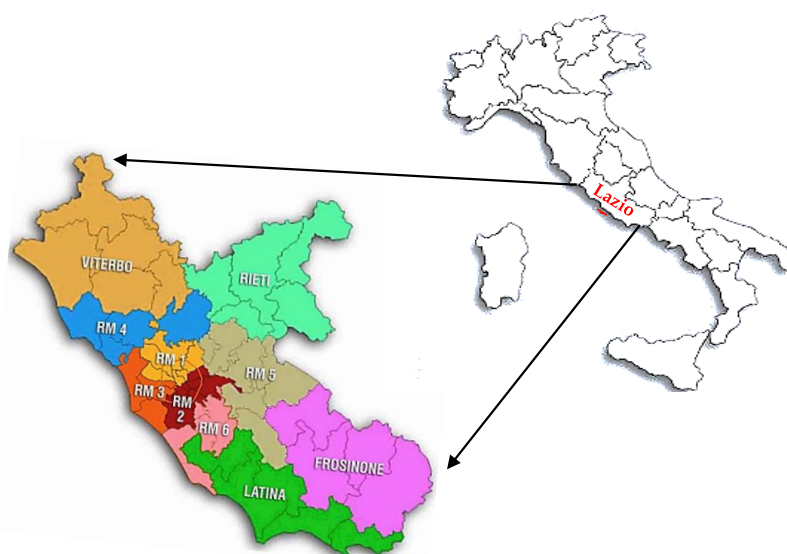 Lazio
VITERBO
RIETI
RM 4
RM 1
RM 5
RM 3
RM
2
RM 6
FROSINONE
LATINA